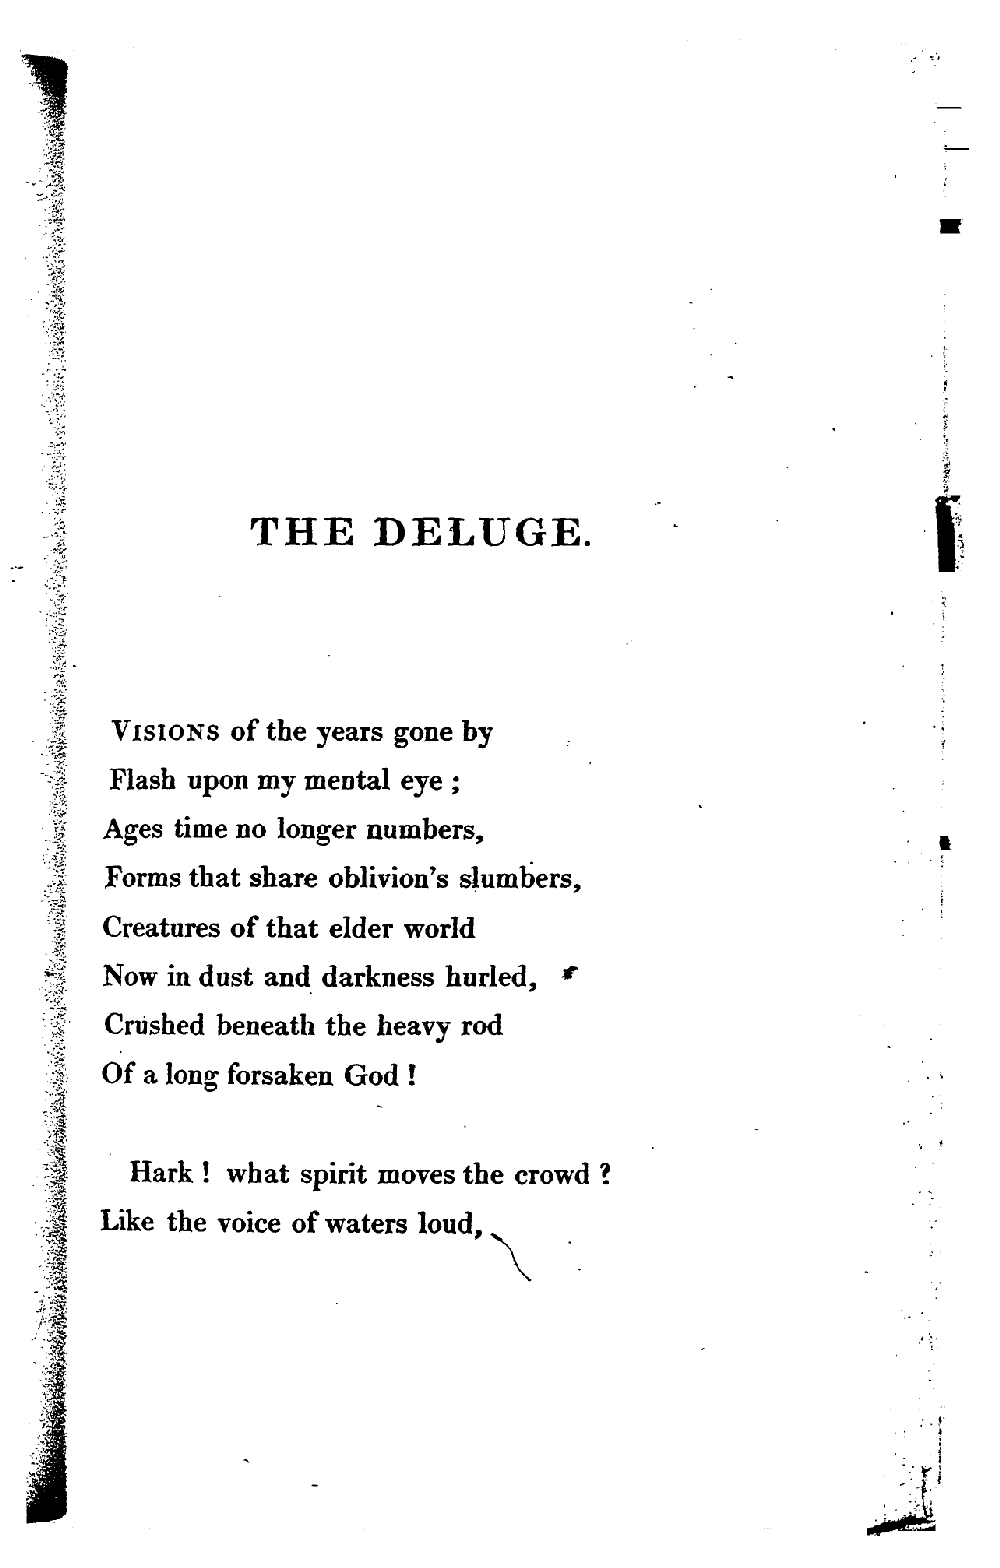 THE DELUGE.
VISIONS of the years gone by
Flash upon my mental eye ;
Ages time no longer numbers,
Forms that share oblivion's slumbers,
Creatures of that elder world
Now in dust and darkness hurled,
Crushed beneath the heavy rod
Of a long forsaken God !
Hark ! what spirit moves the crowd ?
Like the voice of waters loud,